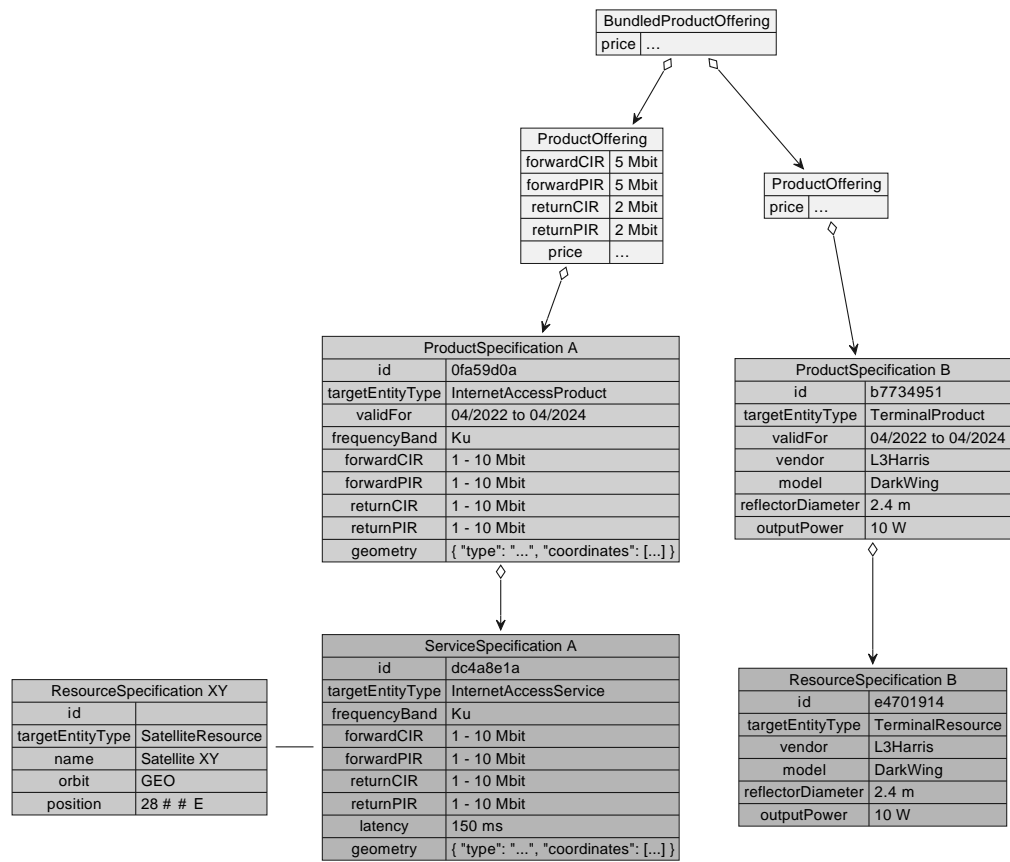 BundledProductOffering
price …
ProductOffering
forwardCIR 5 Mbit
forwardPIR 5 Mbit
returnCIR 2 Mbit
returnPIR 2 Mbit
price …
ProductOffering
price …
ProductSpecification A
id 0fa59d0a
targetEntityType InternetAccessProduct
validFor 04/2022 to 04/2024
frequencyBand Ku
forwardCIR 1 - 10 Mbit
forwardPIR 1 - 10 Mbit
returnCIR 1 - 10 Mbit
returnPIR 1 - 10 Mbit
geometry { "type": "...", "coordinates": [...] }
ProductSpecification B
id b7734951
targetEntityType TerminalProduct
validFor 04/2022 to 04/2024
vendor L3Harris
model DarkWing
reflectorDiameter 2.4 m
outputPower 10 W
ResourceSpecification XY
id
targetEntityType SatelliteResource
name Satellite XY
orbit GEO
position 28 # # E
ServiceSpecification A
id dc4a8e1a
targetEntityType InternetAccessService
frequencyBand Ku
forwardCIR 1 - 10 Mbit
forwardPIR 1 - 10 Mbit
returnCIR 1 - 10 Mbit
returnPIR 1 - 10 Mbit
latency 150 ms
geometry { "type": "...", "coordinates": [...] }
ResourceSpecification B
id e4701914
targetEntityType TerminalResource
vendor L3Harris
model DarkWing
reflectorDiameter 2.4 m
outputPower 10 W